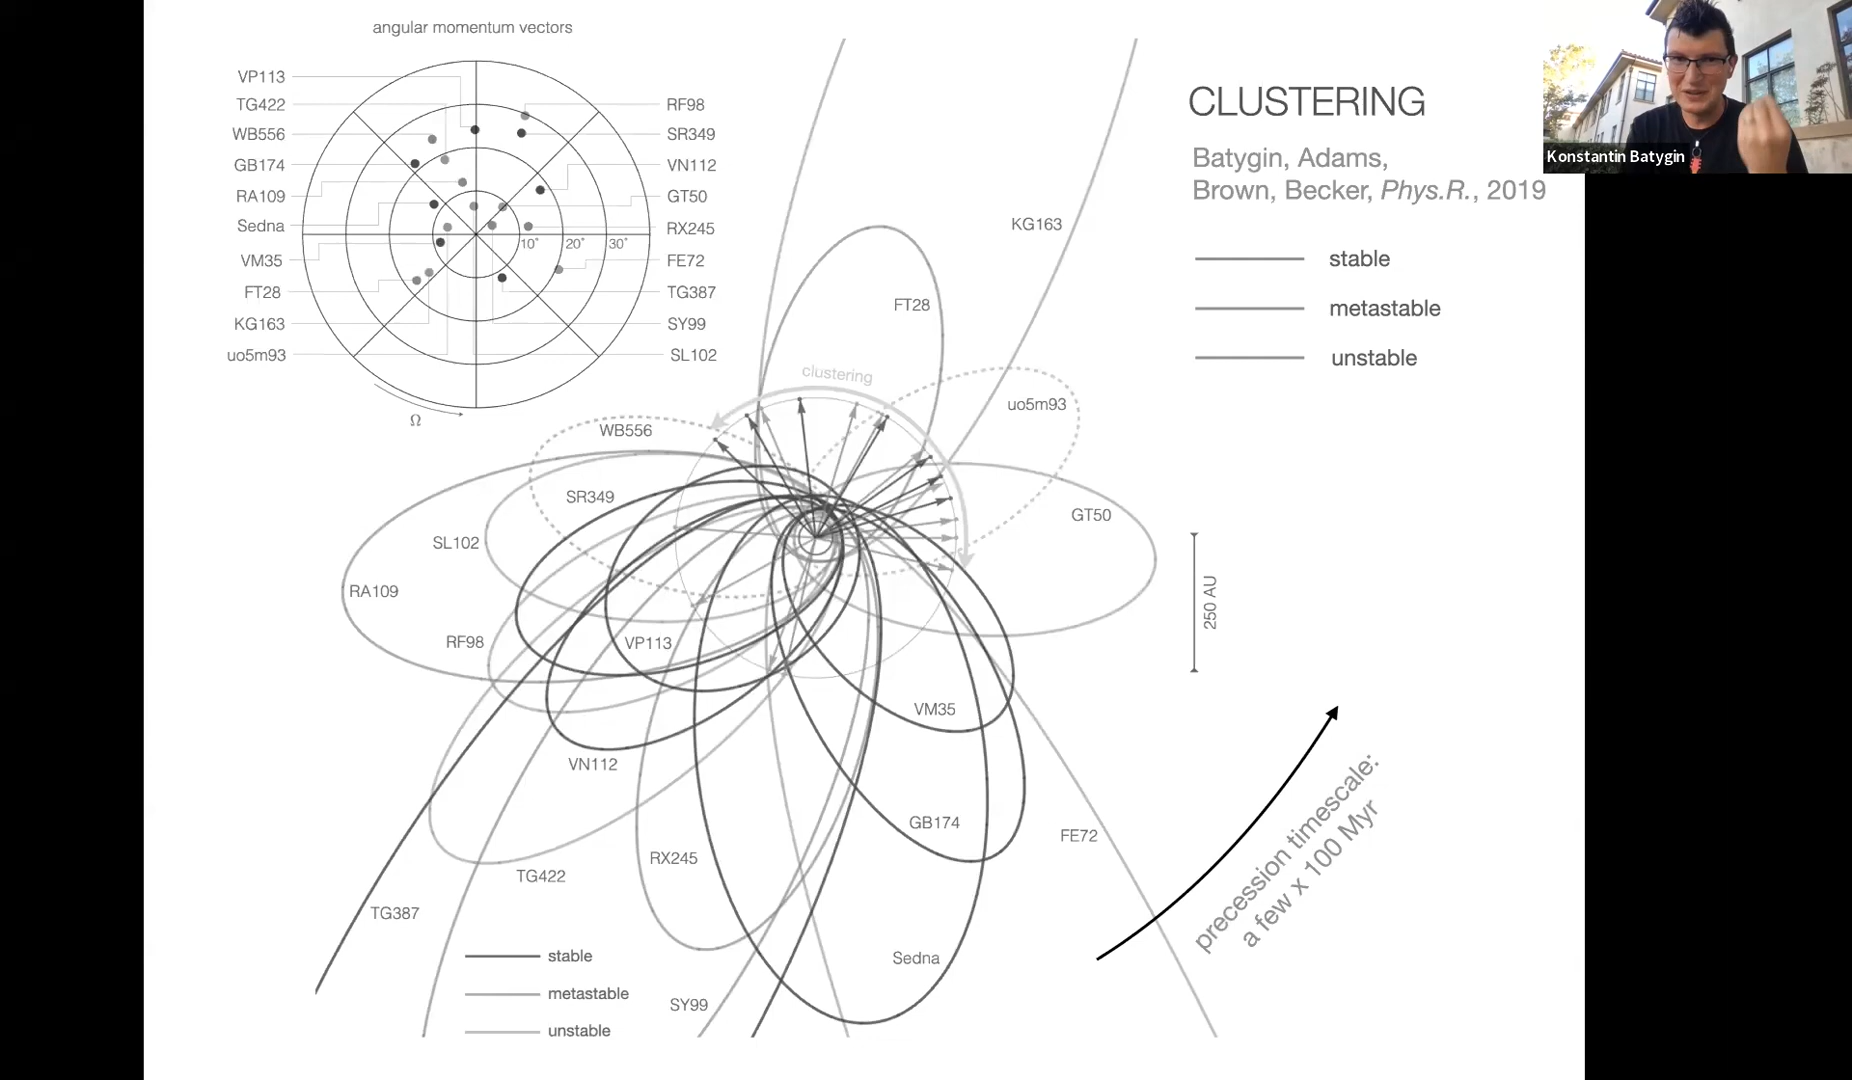 angular momentum vectors
VP113
TG422
WB556
GB174
RA109
Sedna
VM35
FT28
KG163
uo5m93
RF98
SR349
VN112
GT50
RX245
FE72
TG387
SY99
SL102
10°
20°
30°
Ω
CLUSTERING
Batygin, Adams,
Brown, Becker, Phys.R., 2019
stable
metastable
unstable
Konstantin Batygin
KG163
FT28
clustering
uo5m93
WB556
SR349
GT50
SL102
RA109
250 AU
RF98
VP113
VM35
VN112
GB174
FE72
RX245
TG422
TG387
Sedna
SY99
precession timescale:
a few x 100 Myr
stable
metastable
unstable